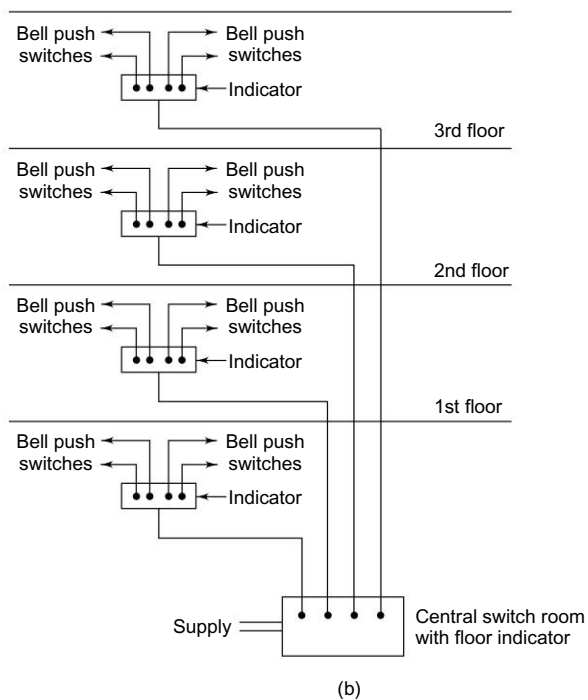 Bell push
switches
Bell push
switches
Indicator
3rd floor
Bell push
switches
Bell push
switches
Indicator
2nd floor
Bell push
switches
Bell push
switches
Indicator
1st floor
Bell push
switches
Bell push
switches
Indicator
Supply
Central switch room
with floor indicator
(b)